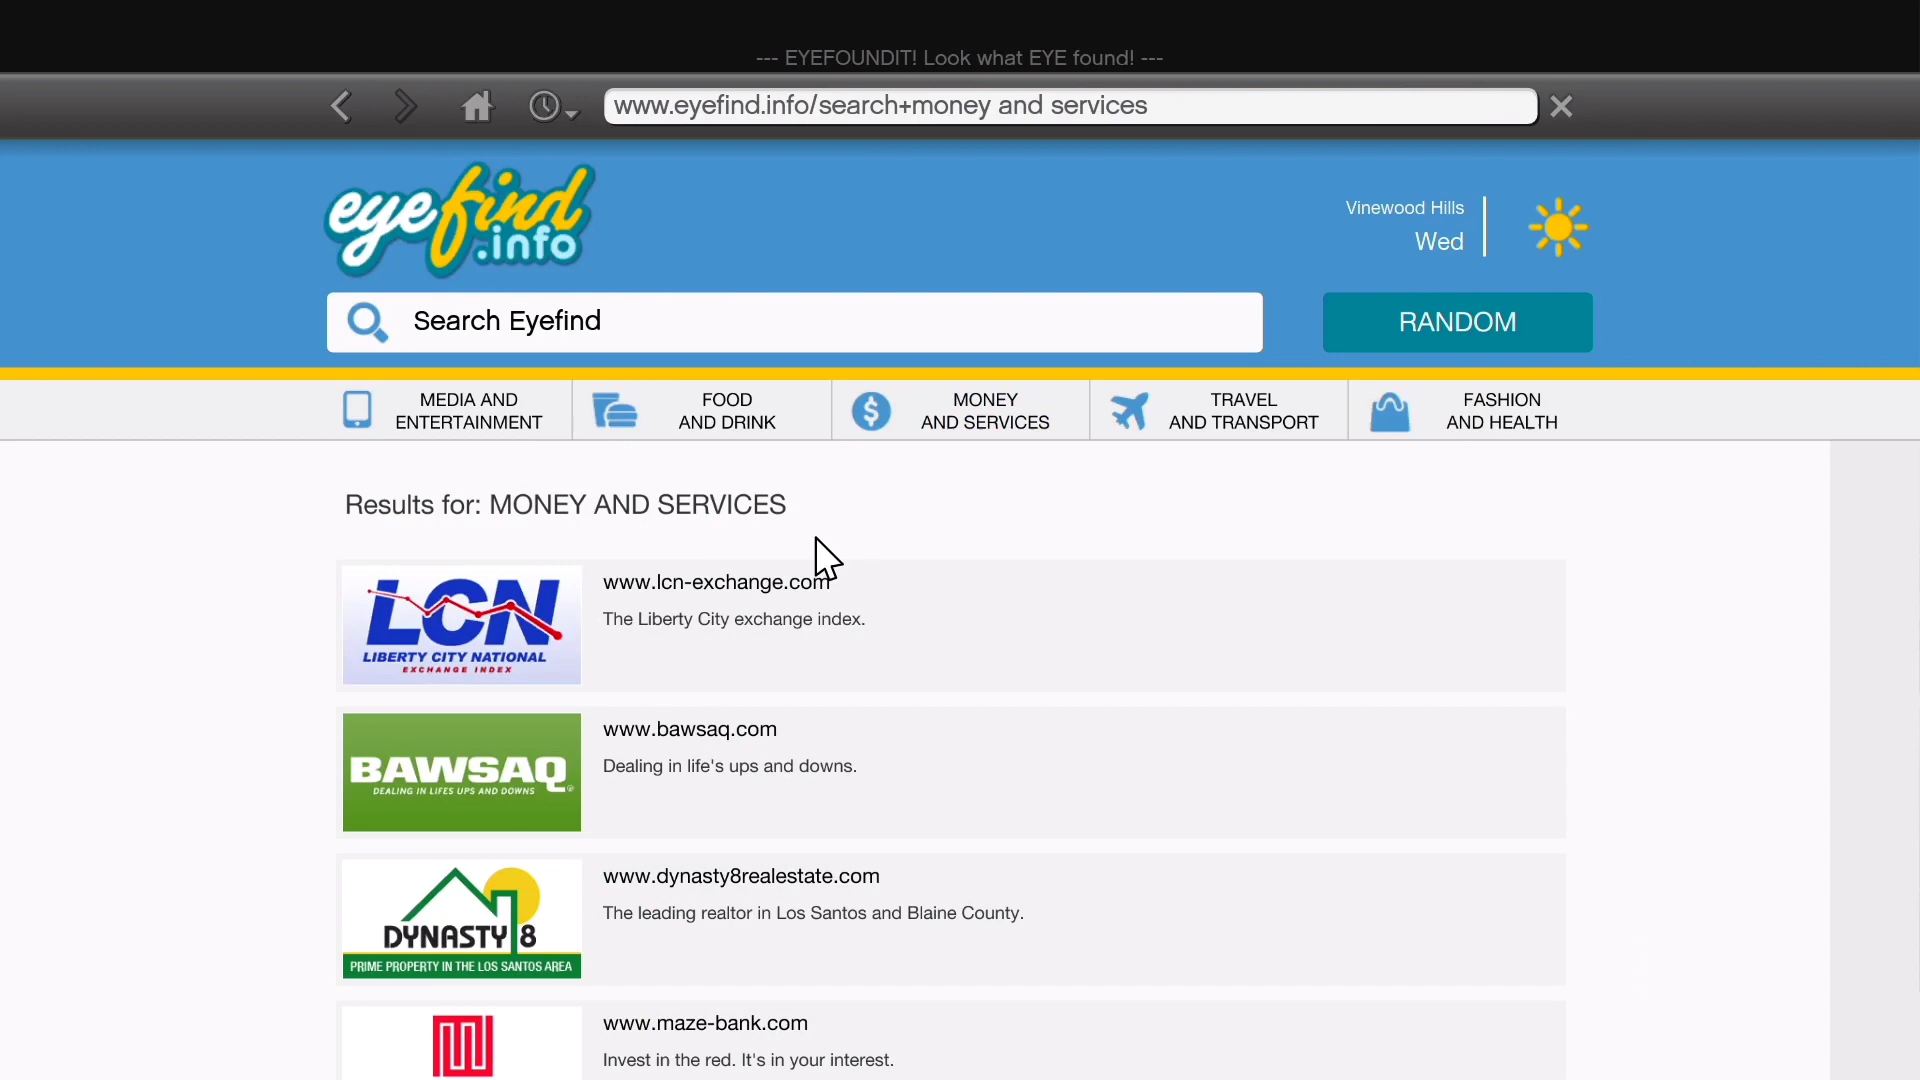 --- EYEFOUNDIT! Look what EYE found! ---
www.eyefind.info/search+money and services
eyefind
.info
Vinewood Hills
Wed
Search Eyefind
RANDOM
MEDIA AND
ENTERTAINMENT
FOOD
AND DRINK
MONEY
AND SERVICES
TRAVEL
AND TRANSPORT
FASHION
AND HEALTH
Results for: MONEY AND SERVICES
LCN
LIBERTY CITY NATIONAL
EXCHANGE INDEX
www.lcn-exchange.com
The Liberty City exchange index.
BAWSAQ
DEALING IN LIFES UPS AND DOWNS
www.bawsaq.com
Dealing in life's ups and downs.
DYNASTY 8
PRIME PROPERTY IN THE LOS SANTOS AREA
www.dynasty8realestate.com
The leading realtor in Los Santos and Blaine County.
www.maze-bank.com
Invest in the red. It's in your interest.